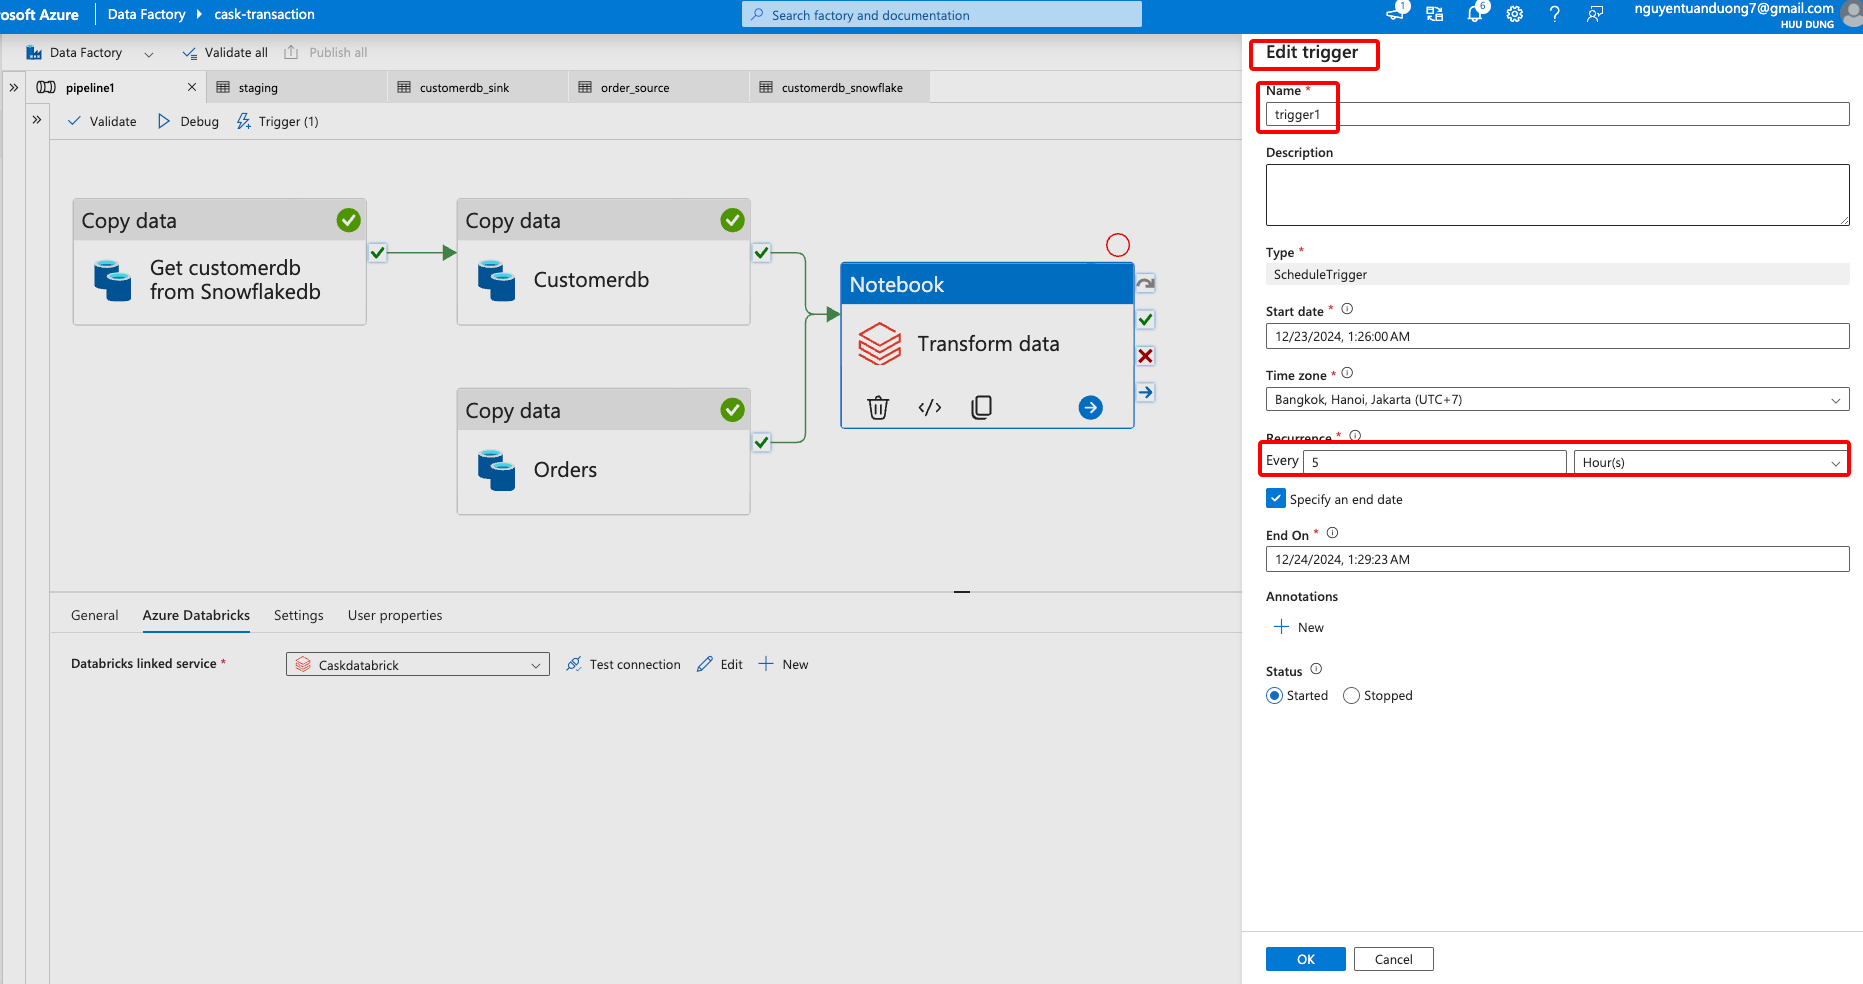 osoft Azure
Data Factory
cask-transaction
Search factory and documentation
1
6
nguyentuanduong7@gmail.com
HUU DUNG
Data Factory
Validate all
Publish all
pipeline1
staging
customerdb_sink
order_source
customerdb_snowflake
Validate
Debug
Trigger (1)
Copy data
Get customerdb
from Snowflakedb
Copy data
Customerdb
Notebook
Transform data
Copy data
Orders
General
Azure Databricks
Settings
User properties
Databricks linked service *
Caskdatabrick
Test connection
Edit
New
Edit trigger
Name *
trigger1
Description
Type *
ScheduleTrigger
Start date *
12/23/2024, 1:26:00 AM
Time zone *
Bangkok, Hanoi, Jakarta (UTC+7)
Recurrence *
Every
5
Hour(s)
Specify an end date
End On *
12/24/2024, 1:29:23 AM
Annotations
New
Status
Started
Stopped
OK
Cancel